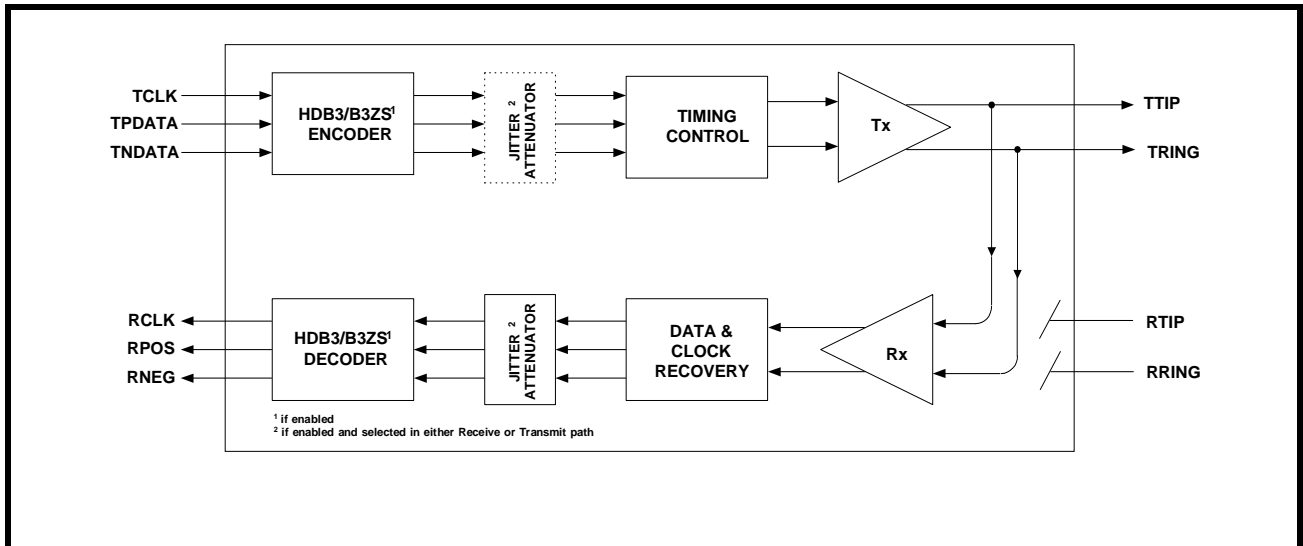 TCLK
TPDATA
TNDATA
HDB3/B3ZS¹
ENCODER
JITTER ²
ATTENUATOR
TIMING
CONTROL
Tx
TTIP
TRING
RCLK
RPOS
RNEG
HDB3/B3ZS¹
DECODER
JITTER ²
ATTENUATOR
DATA &
CLOCK
RECOVERY
Rx
RTIP
RRING
¹ if enabled
² if enabled and selected in either Receive or Transmit path